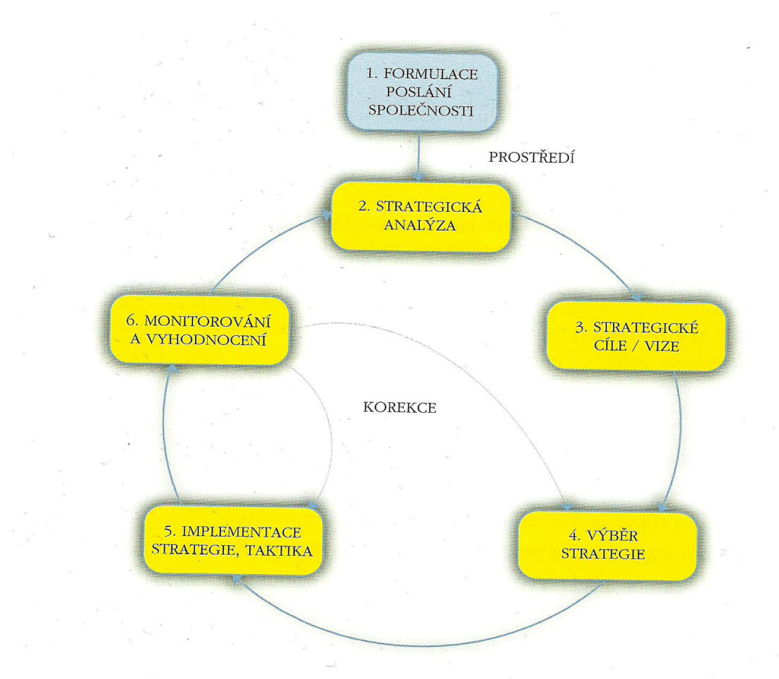 1. FORMULACE
POSLÁNÍ
SPOLEČNOSTI
PROSTŘEDÍ
2. STRATEGICKÁ
ANALÝZA
3. STRATEGICKÉ
CÍLE / VIZE
4. VÝBĚR
STRATEGIE
5. IMPLEMENTACE
STRATEGIE, TAKTIKA
6. MONITOROVÁNÍ
A VYHODNOCENÍ
KOREKCE